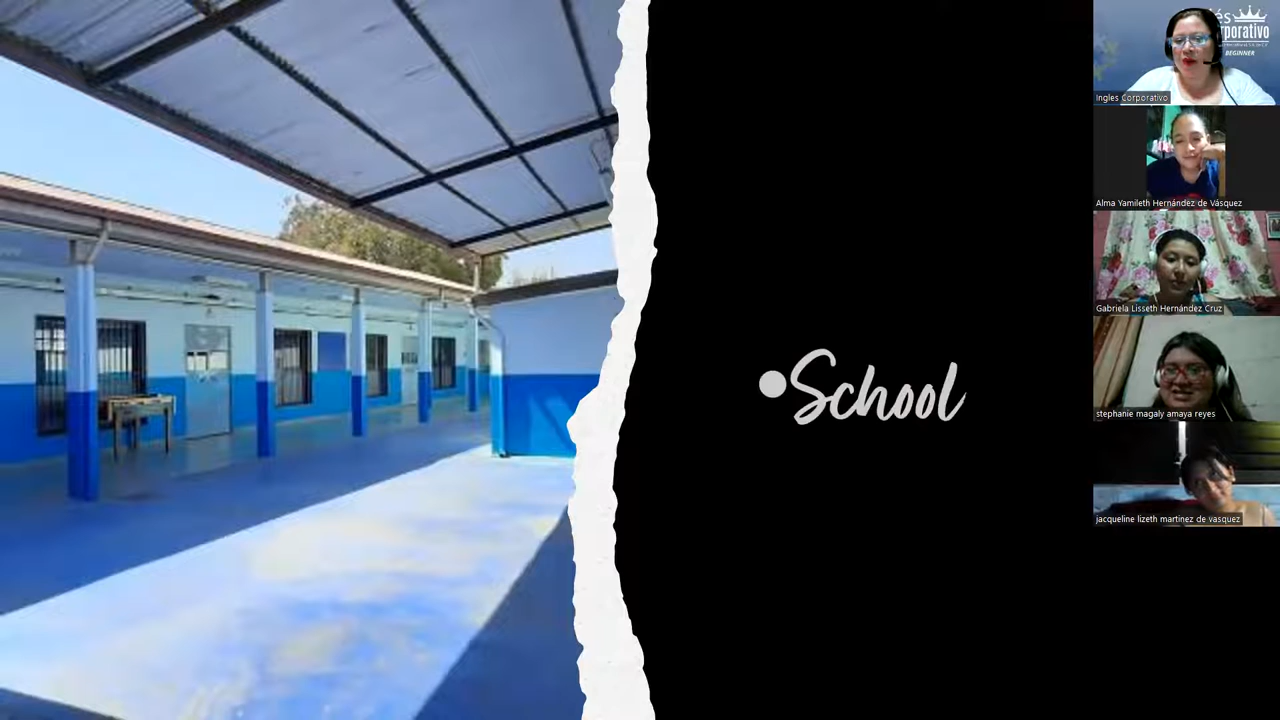 School
Ingles Corporativo
BEGINNER
Alma Yamileth Hernández de Vásquez
Gabriela Lisseth Hernández Cruz
stephanie magaly amaya reyes
jacqueline lizeth martinez de vasquez